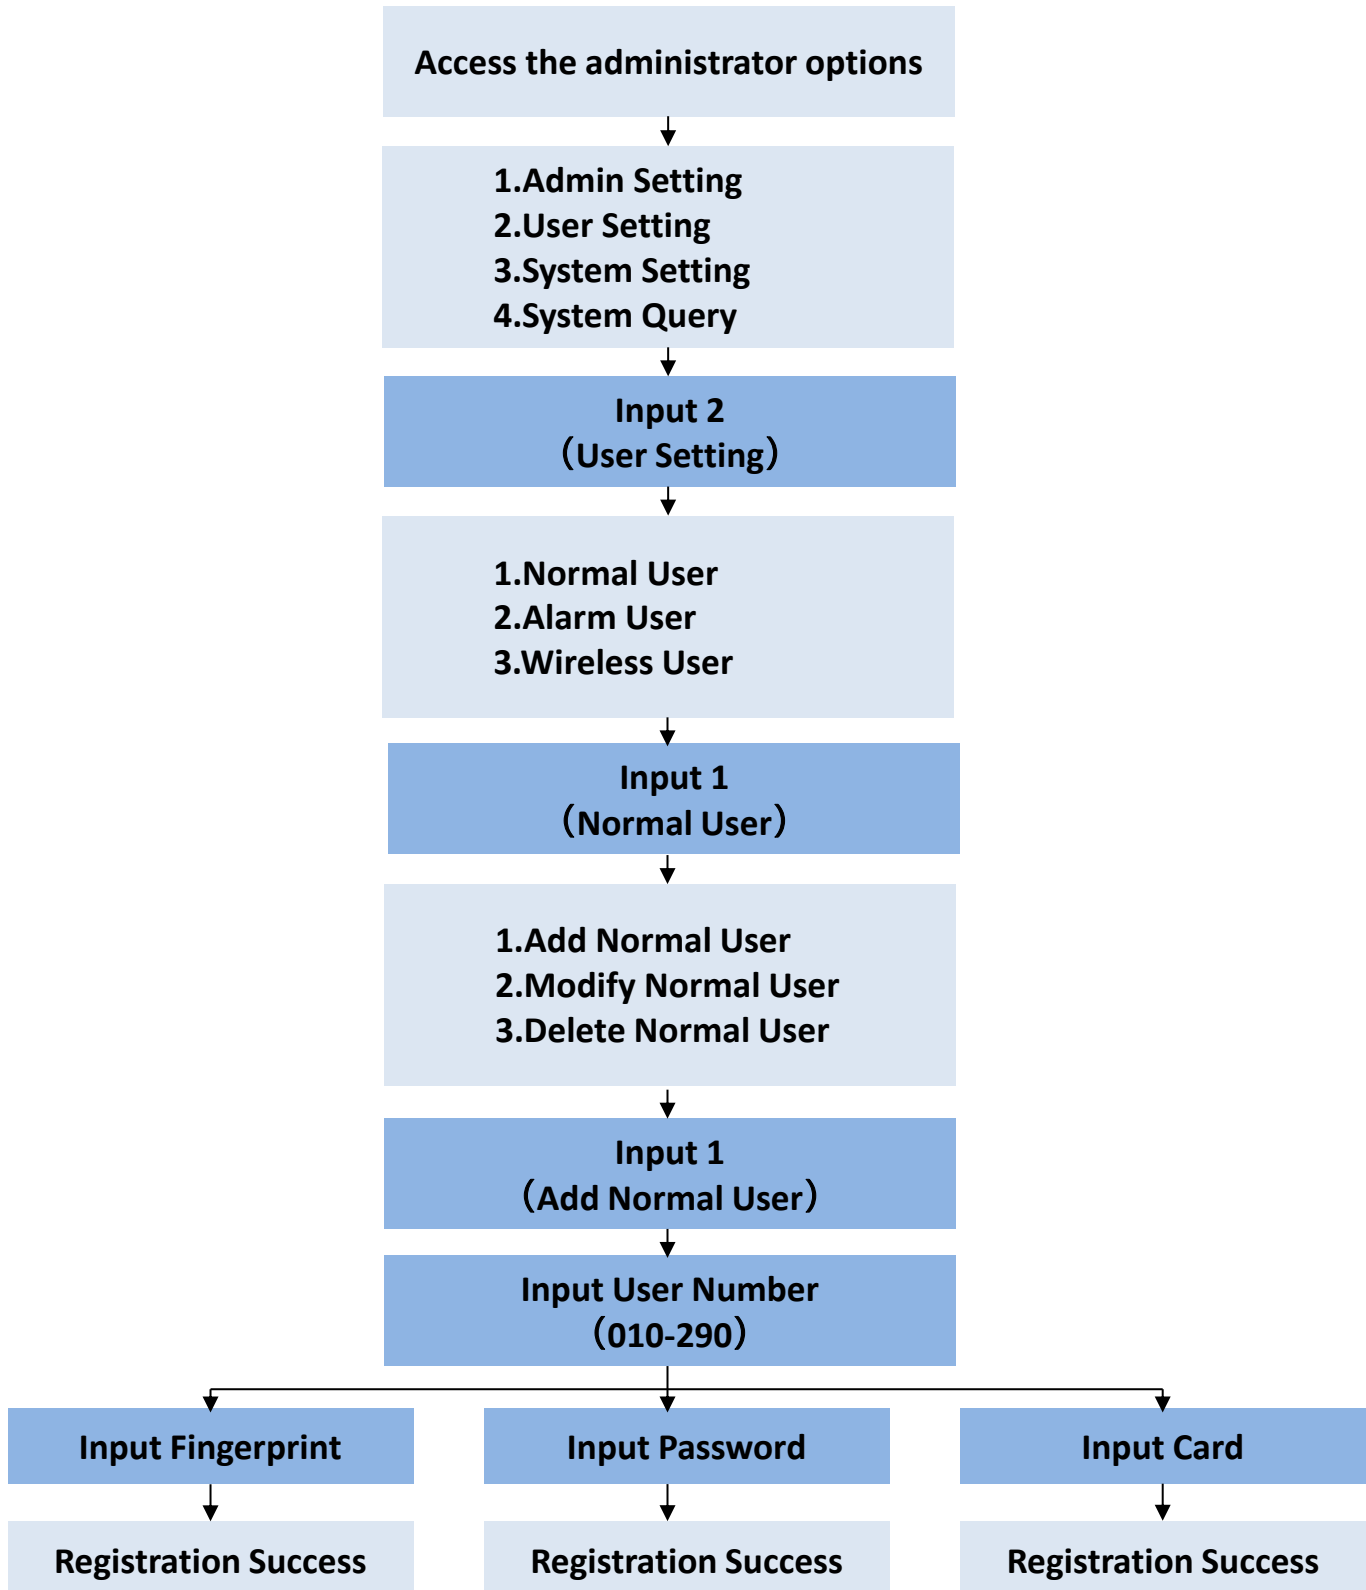 Access the administrator options
1.Admin Setting
2.User Setting
3.System Setting
4.System Query
Input 2
（User Setting）
1.Normal User
2.Alarm User
3.Wireless User
Input 1
（Normal User）
1.Add Normal User
2.Modify Normal User
3.Delete Normal User
Input 1
（Add Normal User）
Input User Number
（010-290）
Input Fingerprint
Input Password
Input Card
Registration Success
Registration Success
Registration Success